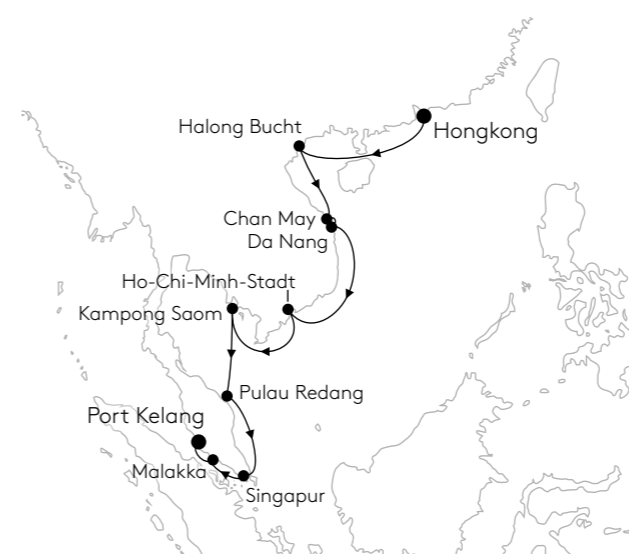 Halong Bucht
Hongkong
Chan May
Da Nang
Ho-Chi-Minh-Stadt
Kampong Saom
Pulau Redang
Port Kelang
Malakka
Singapur